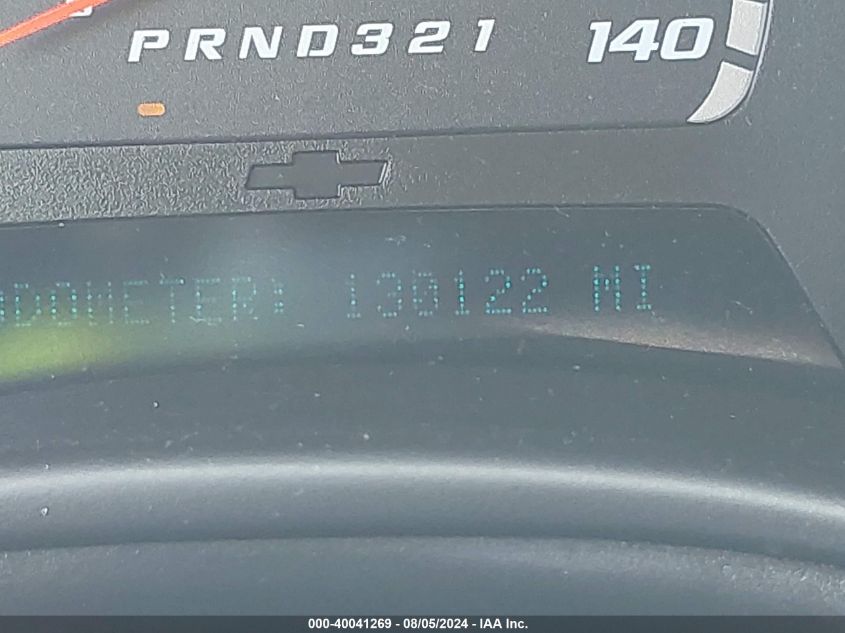 PRND321
140
ODOMETER: 130122 MI
000-40041269 - 08/05/2024 - IAA Inc.